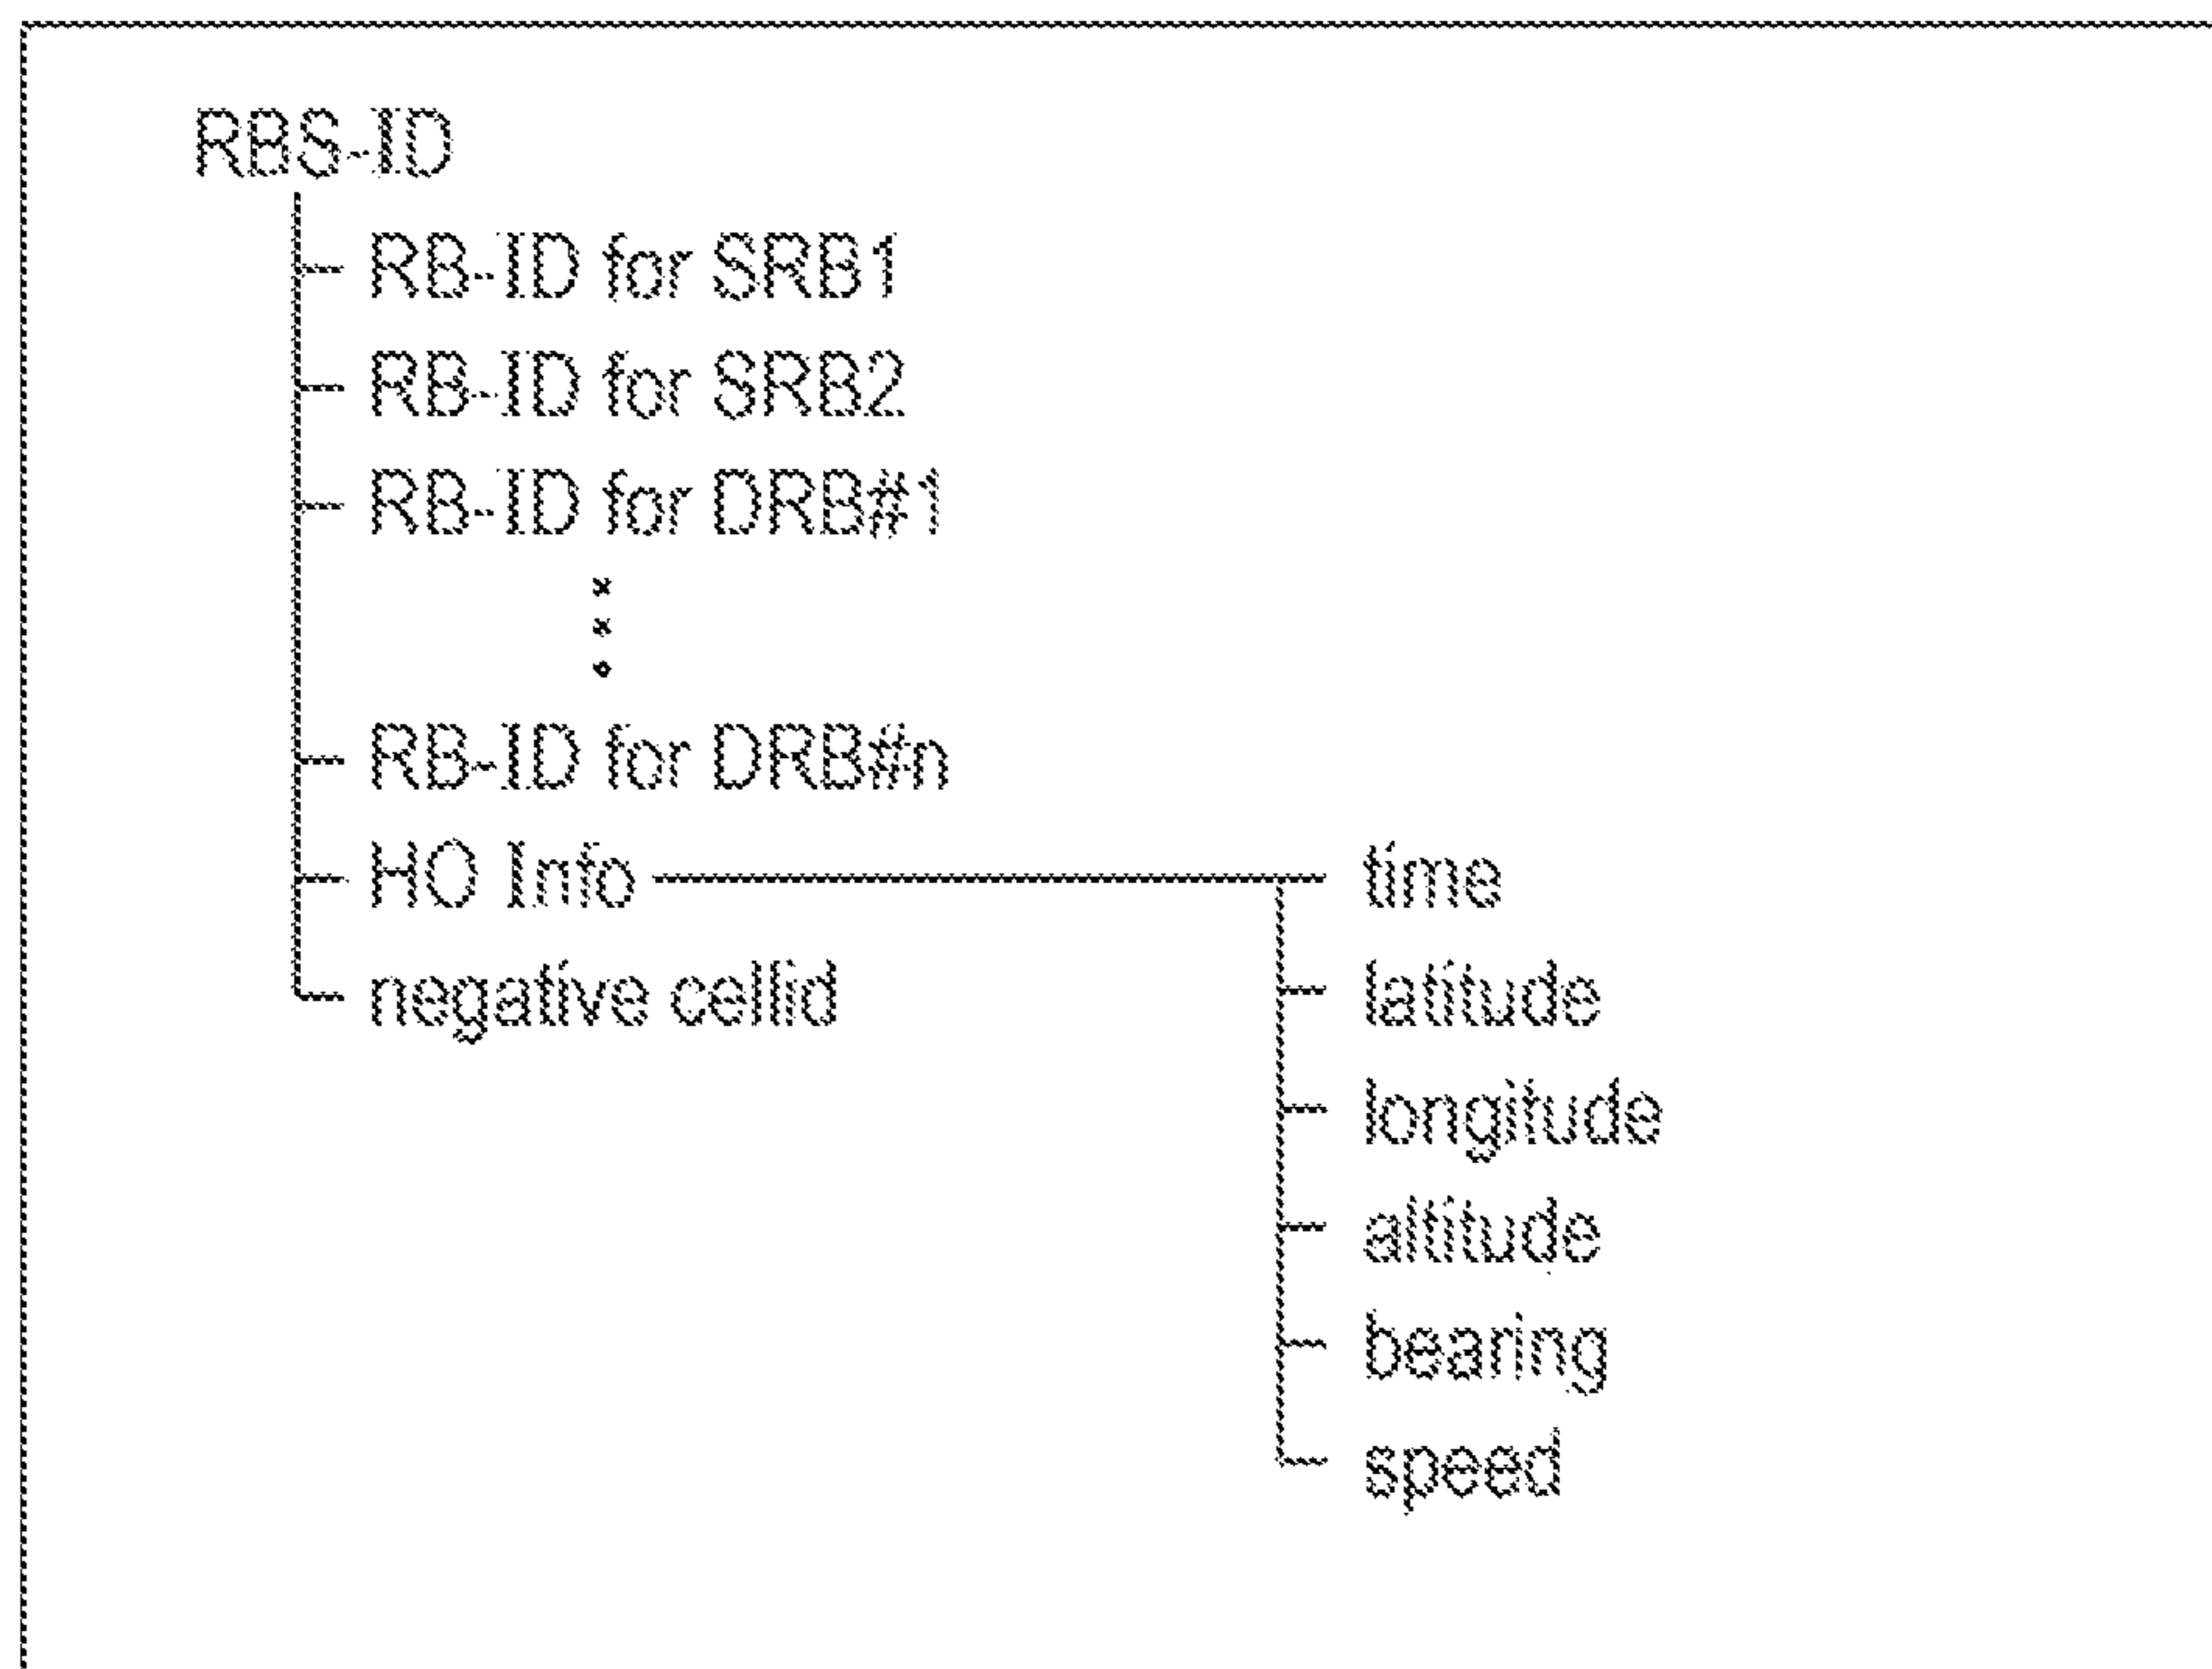 RBS-ID
RB-ID for SRB1
RB-ID for SRB2
RB-ID for DRB#1
RB-ID for DRB#n
HO Info
negative cellid
time
latitude
longitude
altitude
bearing
speed